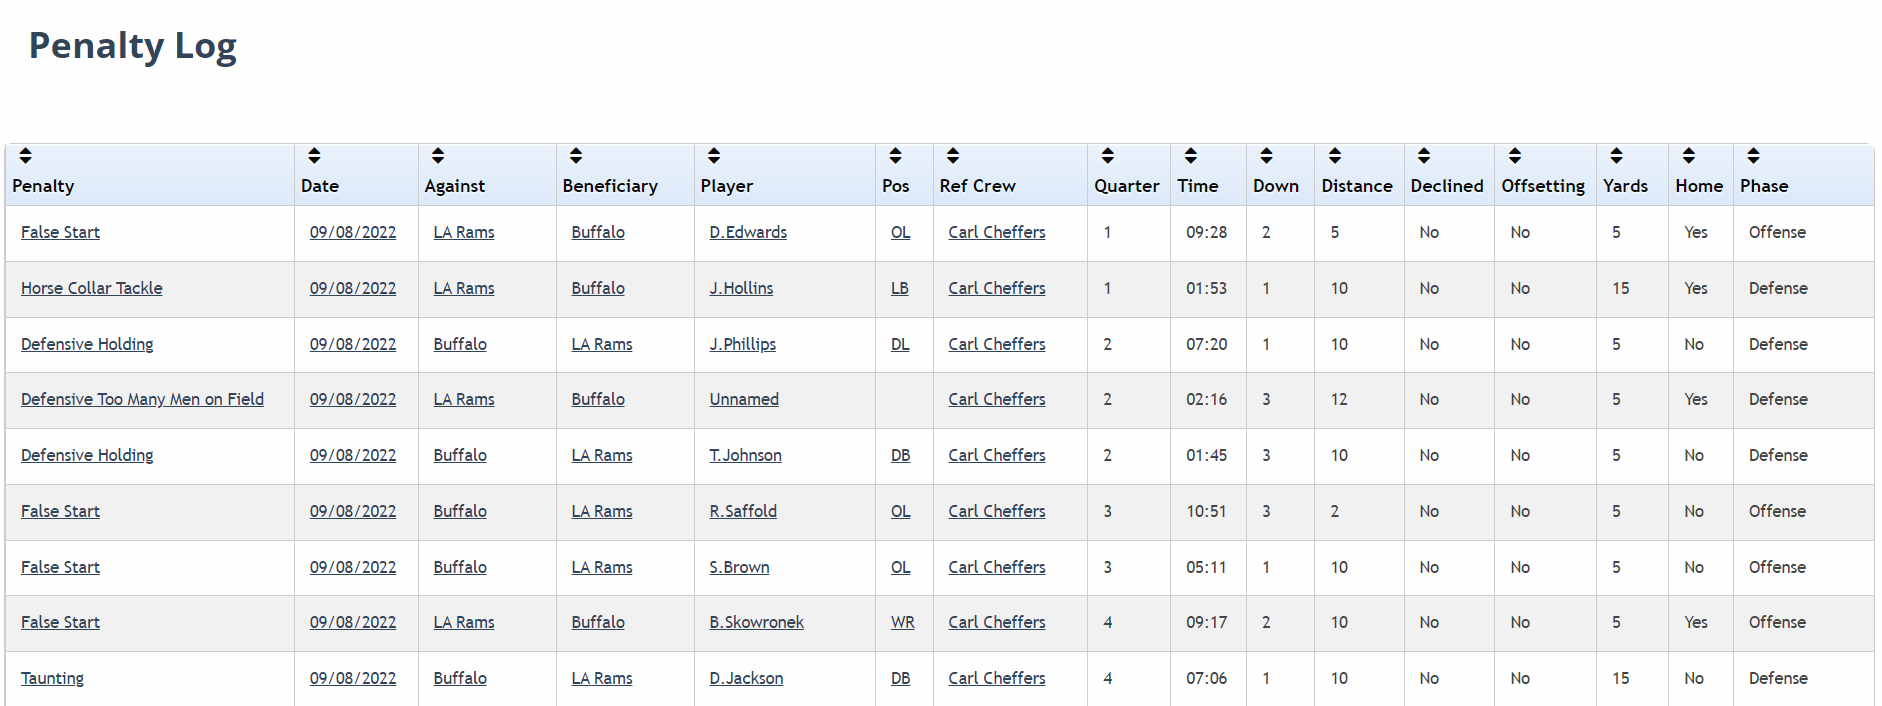 Penalty Log
Penalty Date Against Beneficiary Player Pos Ref Crew Quarter Time Down Distance Declined Offsetting Yards Home Phase
False Start 09/08/2022 LA Rams Buffalo D.Edwards OL Carl Cheffers 1 09:28 2 5 No No 5 Yes Offense
Horse Collar Tackle 09/08/2022 LA Rams Buffalo J.Hollins LB Carl Cheffers 1 01:53 1 10 No No 15 Yes Defense
Defensive Holding 09/08/2022 Buffalo LA Rams J.Phillips DL Carl Cheffers 2 07:20 1 10 No No 5 No Defense
Defensive Too Many Men on Field 09/08/2022 LA Rams Buffalo Unnamed Carl Cheffers 2 02:16 3 12 No No 5 Yes Defense
Defensive Holding 09/08/2022 Buffalo LA Rams T.Johnson DB Carl Cheffers 2 01:45 3 10 No No 5 No Defense
False Start 09/08/2022 Buffalo LA Rams R.Saffold OL Carl Cheffers 3 10:51 3 2 No No 5 No Offense
False Start 09/08/2022 Buffalo LA Rams S.Brown OL Carl Cheffers 3 05:11 1 10 No No 5 No Offense
False Start 09/08/2022 LA Rams Buffalo B.Skowronek WR Carl Cheffers 4 09:17 2 10 No No 5 Yes Offense
Taunting 09/08/2022 Buffalo LA Rams D.Jackson DB Carl Cheffers 4 07:06 1 10 No No 15 No Defense